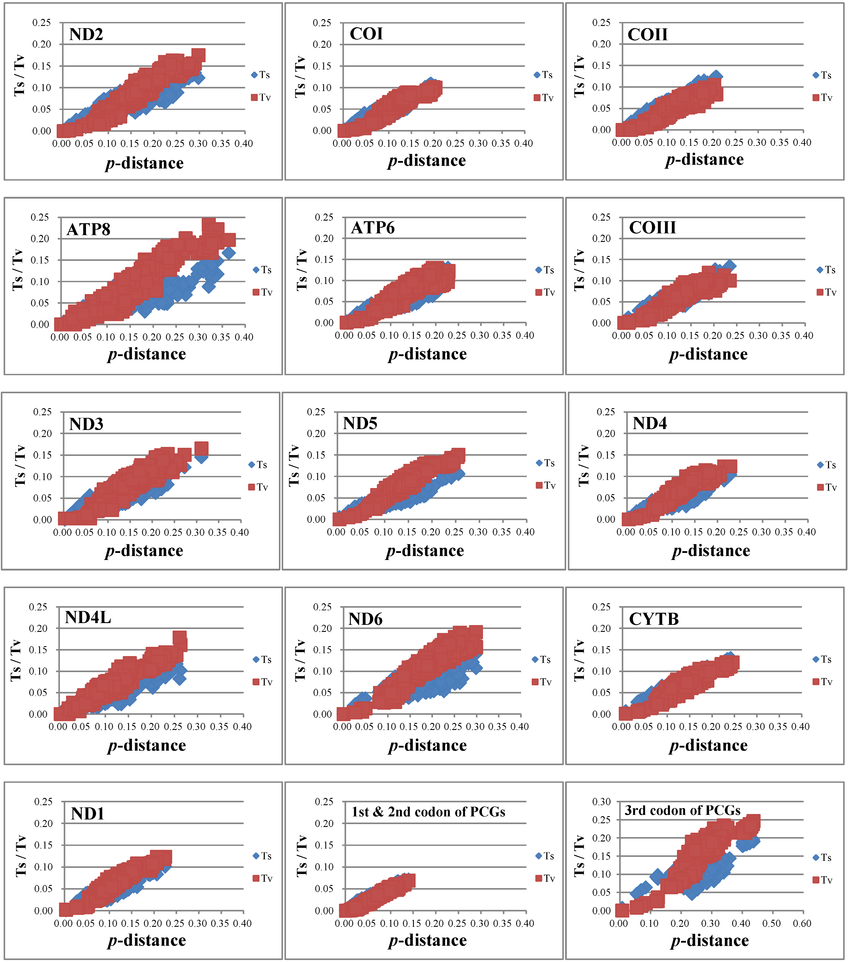 ND2
Ts / Tv
0.25
0.20
0.15
0.10
0.05
0.00
0.00 0.05 0.10 0.15 0.20 0.25 0.30 0.35 0.40
p-distance
Ts
Tv
COI
Ts / Tv
0.25
0.20
0.15
0.10
0.05
0.00
0.00 0.05 0.10 0.15 0.20 0.25 0.30 0.35 0.40
p-distance
Ts
Tv
COII
Ts / Tv
0.25
0.20
0.15
0.10
0.05
0.00
0.00 0.05 0.10 0.15 0.20 0.25 0.30 0.35 0.40
p-distance
Ts
Tv
ATP8
Ts / Tv
0.25
0.20
0.15
0.10
0.05
0.00
0.00 0.05 0.10 0.15 0.20 0.25 0.30 0.35 0.40
p-distance
Ts
Tv
ATP6
Ts / Tv
0.25
0.20
0.15
0.10
0.05
0.00
0.00 0.05 0.10 0.15 0.20 0.25 0.30 0.35 0.40
p-distance
Ts
Tv
COIII
Ts / Tv
0.25
0.20
0.15
0.10
0.05
0.00
0.00 0.05 0.10 0.15 0.20 0.25 0.30 0.35 0.40
p-distance
Ts
Tv
ND3
Ts / Tv
0.25
0.20
0.15
0.10
0.05
0.00
0.00 0.05 0.10 0.15 0.20 0.25 0.30 0.35 0.40
p-distance
Ts
Tv
ND5
Ts / Tv
0.25
0.20
0.15
0.10
0.05
0.00
0.00 0.05 0.10 0.15 0.20 0.25 0.30 0.35 0.40
p-distance
Ts
Tv
ND4
Ts / Tv
0.25
0.20
0.15
0.10
0.05
0.00
0.00 0.05 0.10 0.15 0.20 0.25 0.30 0.35 0.40
p-distance
Ts
Tv
ND4L
Ts / Tv
0.25
0.20
0.15
0.10
0.05
0.00
0.00 0.05 0.10 0.15 0.20 0.25 0.30 0.35 0.40
p-distance
Ts
Tv
ND6
Ts / Tv
0.25
0.20
0.15
0.10
0.05
0.00
0.00 0.05 0.10 0.15 0.20 0.25 0.30 0.35 0.40
p-distance
Ts
Tv
CYTB
Ts / Tv
0.25
0.20
0.15
0.10
0.05
0.00
0.00 0.05 0.10 0.15 0.20 0.25 0.30 0.35 0.40
p-distance
Ts
Tv
ND1
Ts / Tv
0.25
0.20
0.15
0.10
0.05
0.00
0.00 0.05 0.10 0.15 0.20 0.25 0.30 0.35 0.40
p-distance
Ts
Tv
1st & 2nd codon of PCGs
Ts / Tv
0.25
0.20
0.15
0.10
0.05
0.00
0.00 0.05 0.10 0.15 0.20 0.25 0.30 0.35 0.40
p-distance
Ts
Tv
3rd codon of PCGs
Ts / Tv
0.30
0.25
0.20
0.15
0.10
0.05
0.00
0.00 0.10 0.20 0.30 0.40 0.50 0.60
p-distance
Ts
Tv